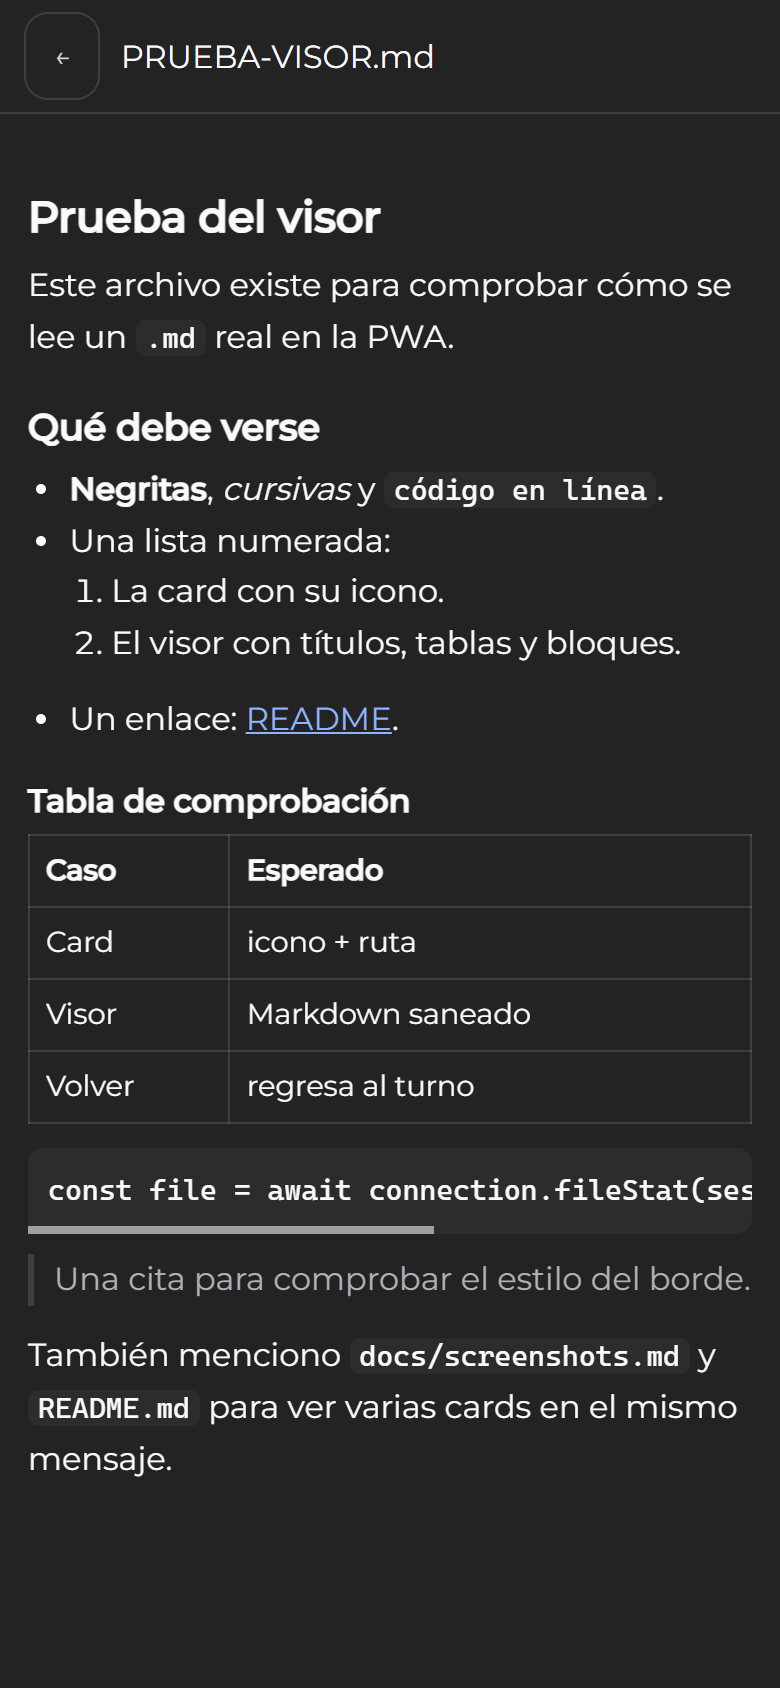 ← PRUEBA-VISOR.md
Prueba del visor
Este archivo existe para comprobar cómo se
lee un .md real en la PWA.
Qué debe verse
• Negritas, cursivas y código en línea.
• Una lista numerada:
1. La card con su icono.
2. El visor con títulos, tablas y bloques.
• Un enlace: README.
Tabla de comprobación
Caso Esperado
Card icono + ruta
Visor Markdown saneado
Volver regresa al turno
const file = await connection.fileStat(ses
Una cita para comprobar el estilo del borde.
También menciono docs/screenshots.md y
README.md para ver varias cards en el mismo
mensaje.